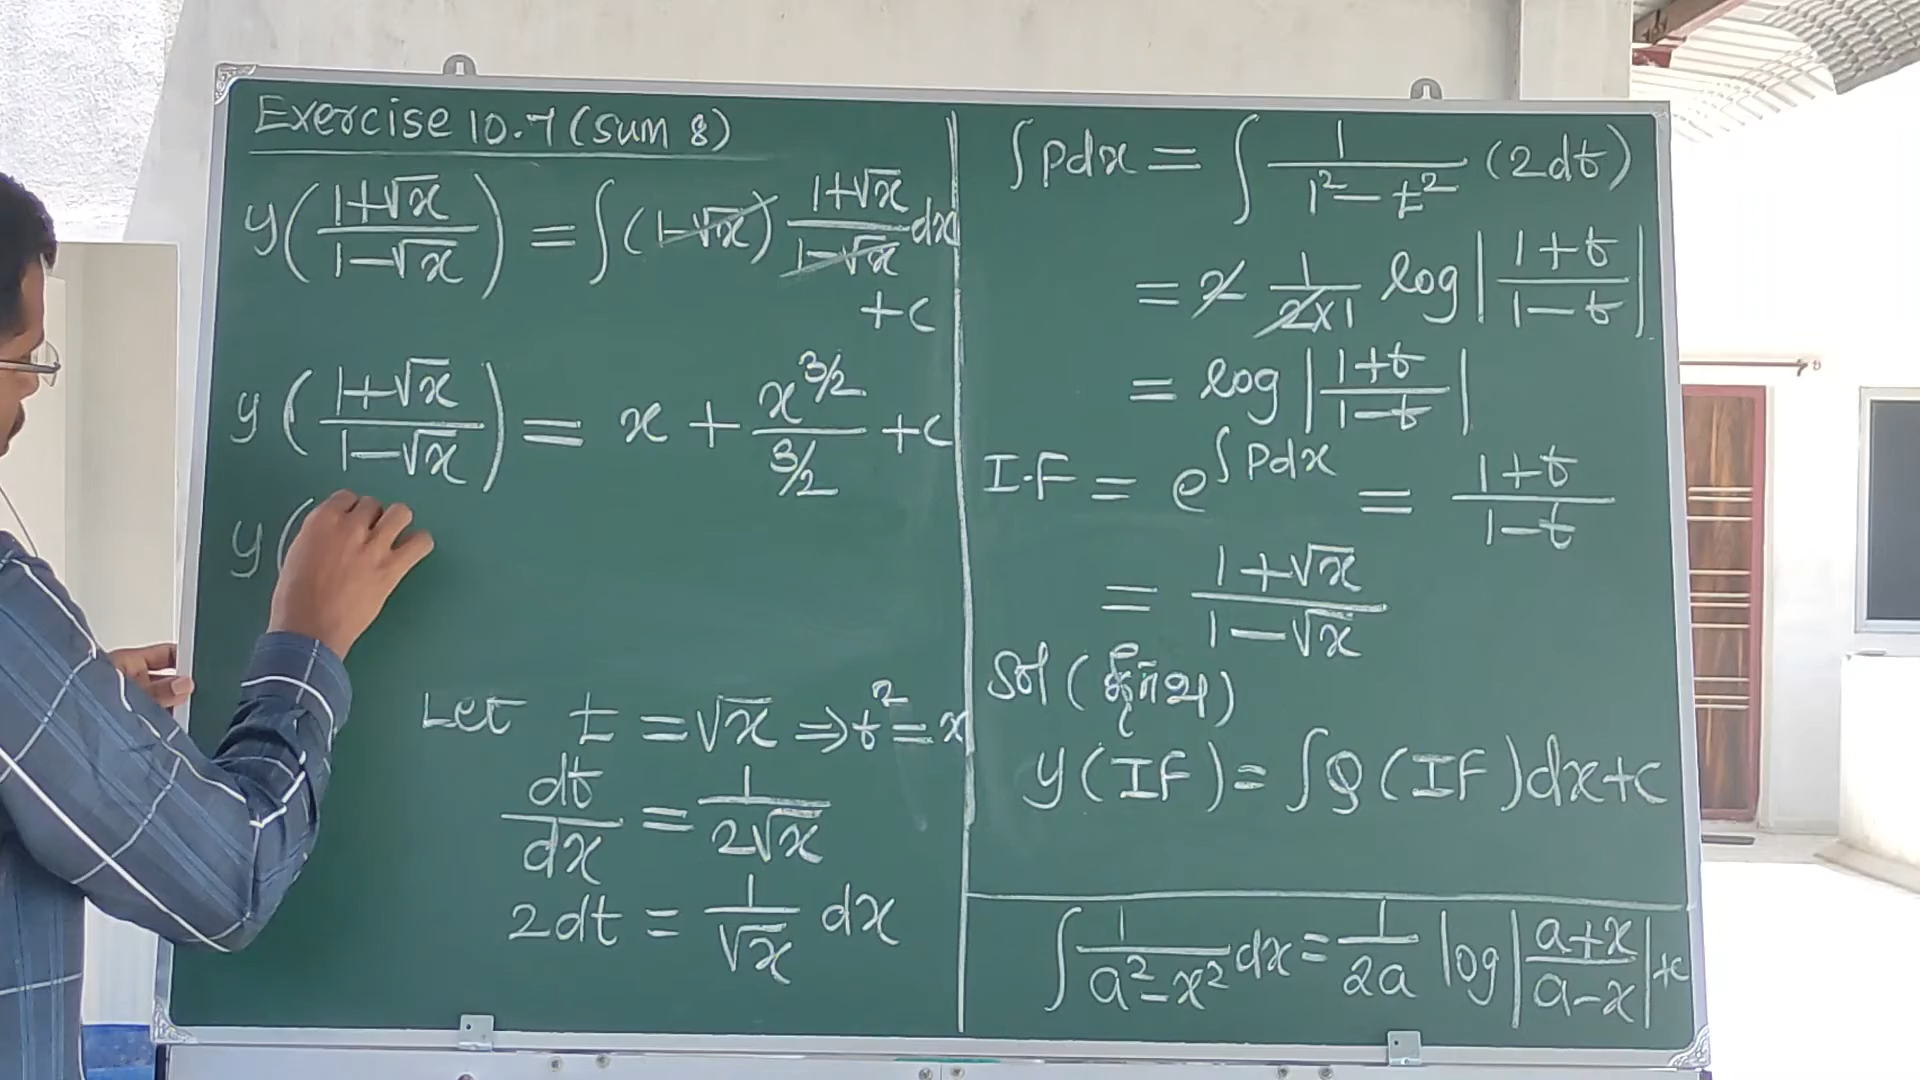 Exercise 10.7 (Sum 8)
y((1+√x)/(1-√x)) = ∫(1-√x) (1+√x)/(1-√x) dx
+c
y((1+√x)/(1-√x)) = x + x^(3/2)/(3/2) + c
y(
Let t = √x ⇒ t² = x
dt/dx = 1/(2√x)
2dt = 1/√x dx
∫Pdx = ∫ 1/(1²-t²) (2dt)
= 2 1/(2×1) log|(1+t)/(1-t)|
= log|(1+t)/(1-t)|
I.F = e^(∫Pdx) = (1+t)/(1-t)
= (1+√x)/(1-√x)
Sol
y(IF) = ∫Q(IF)dx+c
∫ 1/(a²-x²) dx = 1/(2a) log|(a+x)/(a-x)| +c